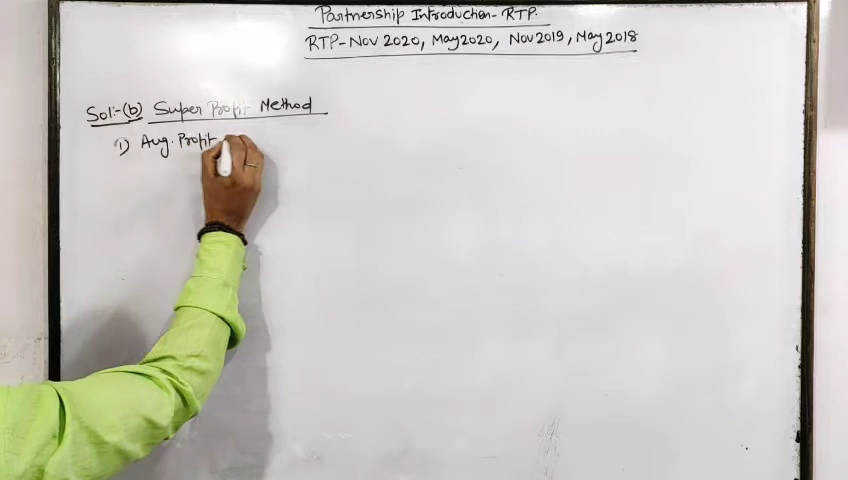 Partnership Introduction - RTP.
RTP - Nov 2020, May 2020, Nov 2019, May 2018
Sol:- (b) Super Profit Method
1) Avg. Profit